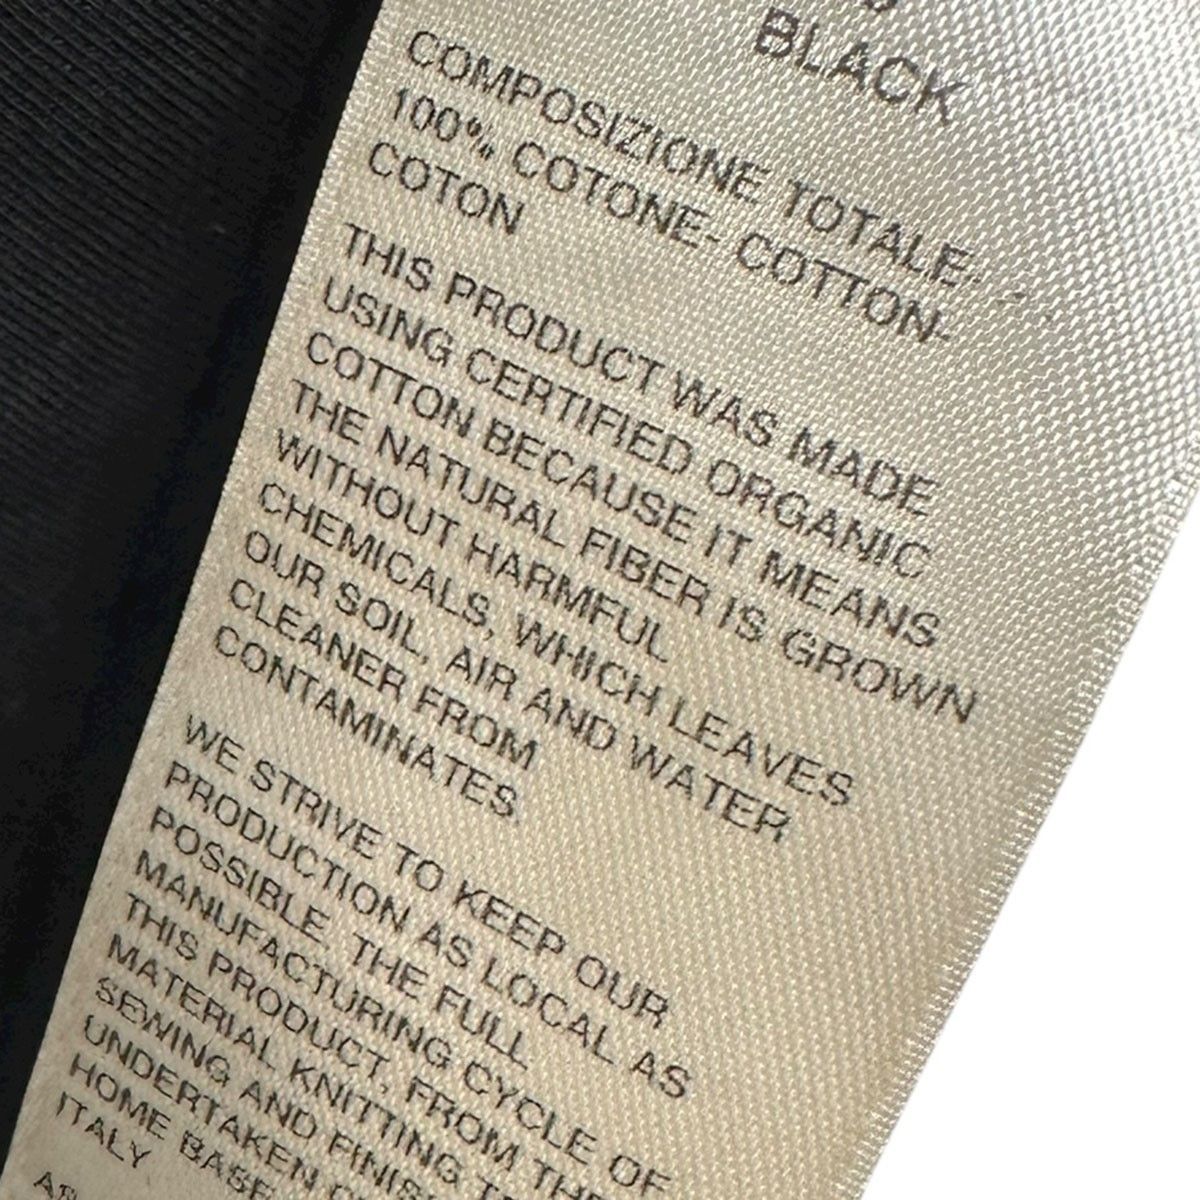 BLACK
COMPOSIZIONE TOTALE-
100% COTONE- COTTON-
COTON
THIS PRODUCT WAS MADE
USING CERTIFIED ORGANIC
COTTON BECAUSE IT MEANS
THE NATURAL FIBER IS GROWN
WITHOUT HARMFUL
CHEMICALS, WHICH LEAVES
OUR SOIL, AIR AND WATER
CLEANER FROM
CONTAMINATES.
WE STRIVE TO KEEP OUR
PRODUCTION AS LOCAL AS
POSSIBLE. THE FULL
MANUFACTURING CYCLE OF
THIS PRODUCT, FROM THE
MATERIAL KNITTING
SEWING AND
UNDERTAKEN
HOME
ITALY